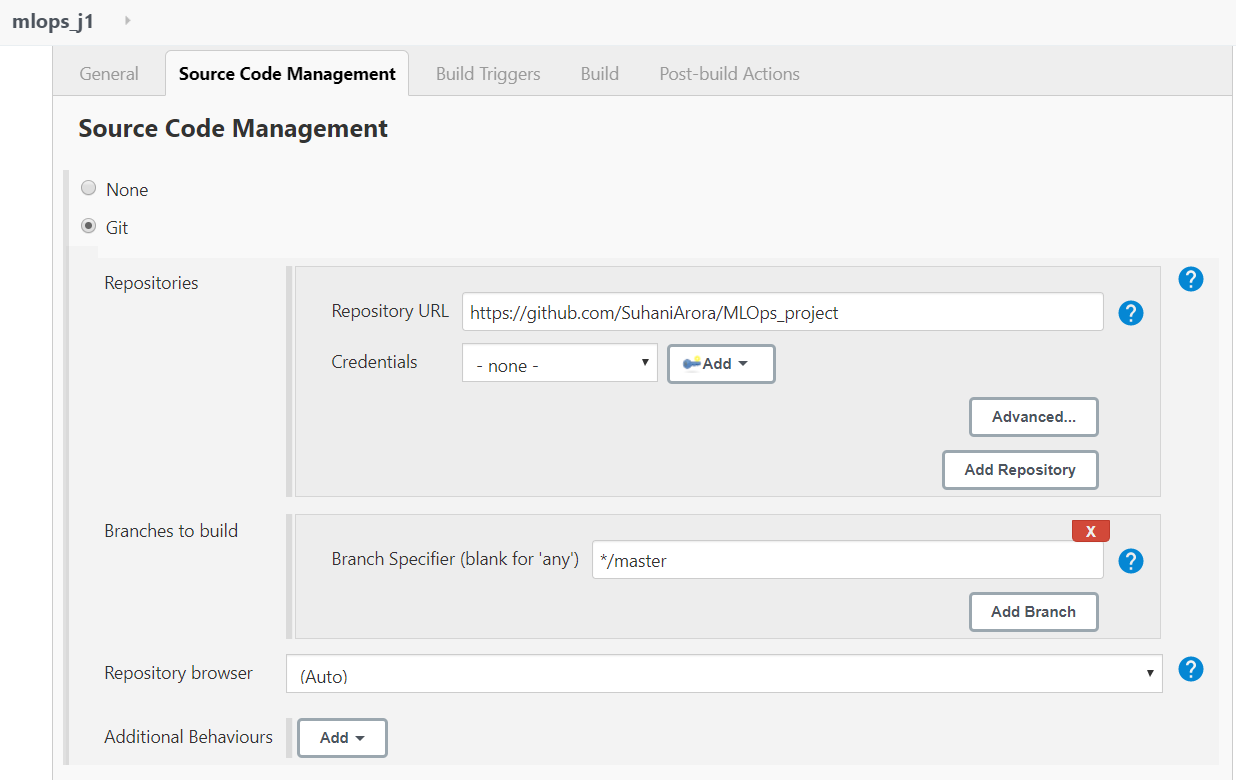 mlops_j1
General Source Code Management Build Triggers Build Post-build Actions
Source Code Management
None
Git
Repositories
?
Repository URL https://github.com/SuhaniArora/MLOps_project ?
Credentials - none - Add
Advanced...
Add Repository
Branches to build
X
Branch Specifier (blank for 'any') */master ?
Add Branch
Repository browser (Auto) ?
Additional Behaviours Add